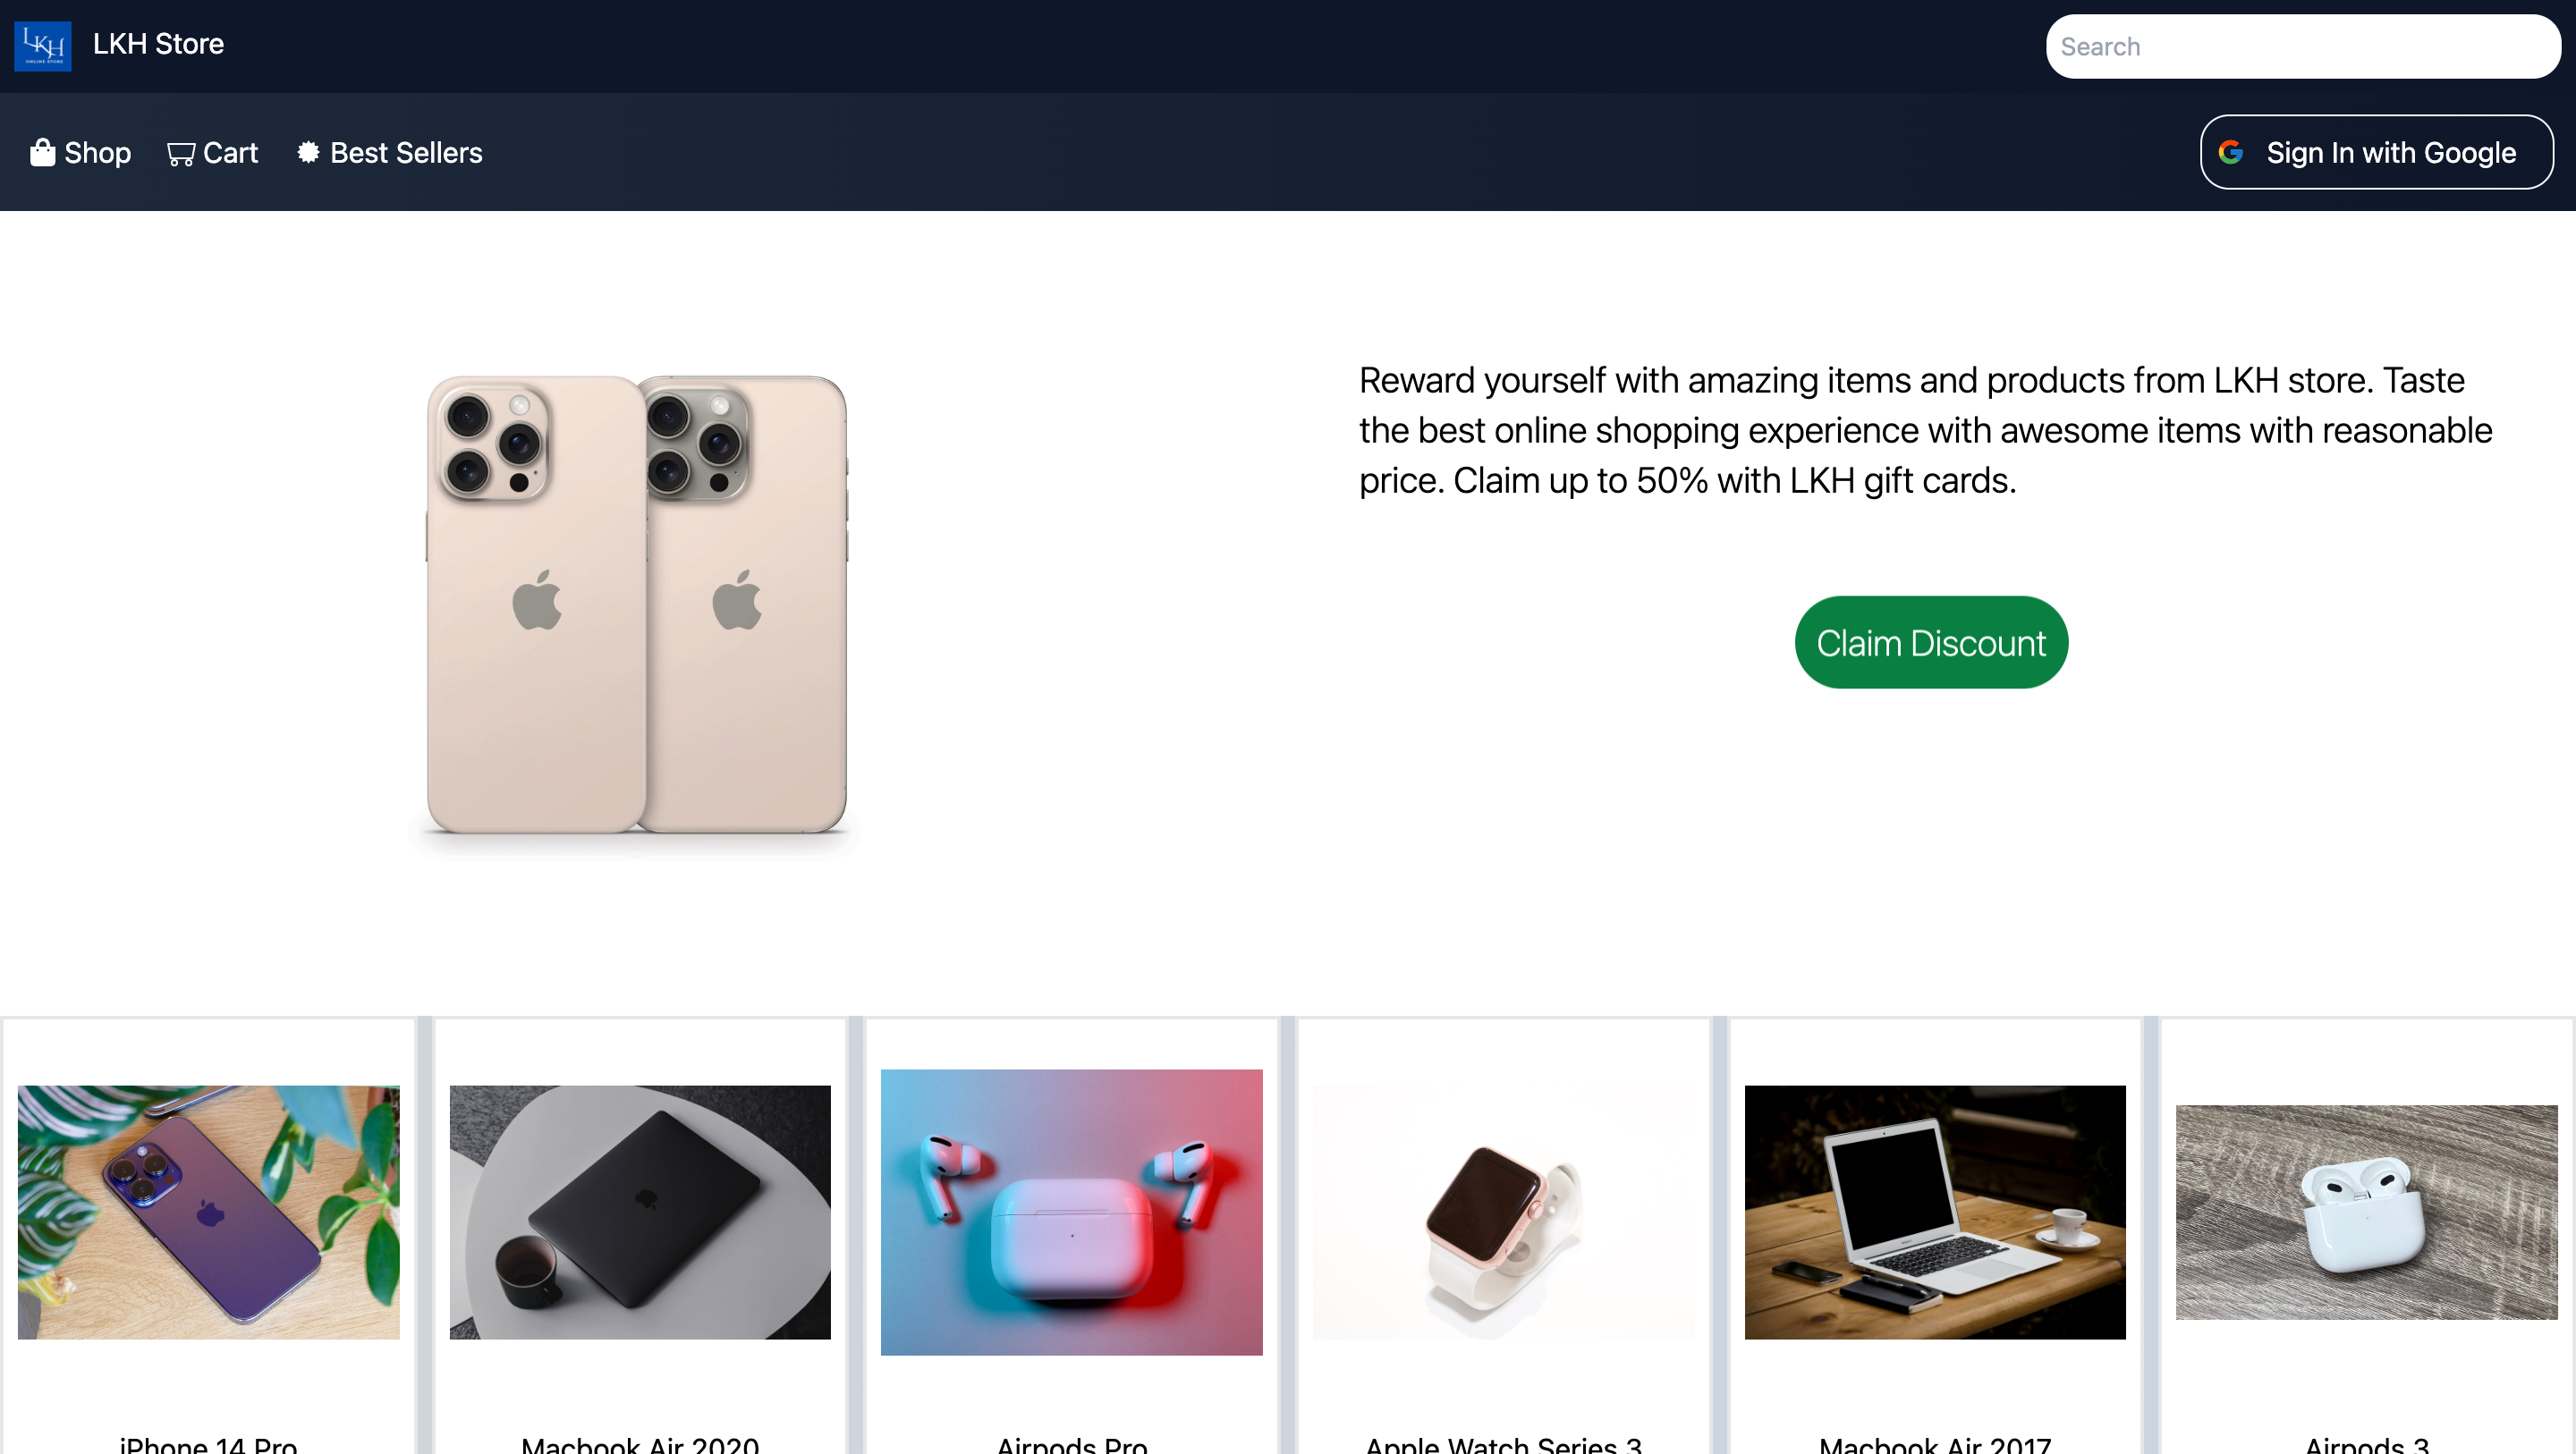 LKH
ONLINE STORE
LKH Store
Search
Shop
Cart
Best Sellers
Sign In with Google
Reward yourself with amazing items and products from LKH store. Taste
the best online shopping experience with awesome items with reasonable
price. Claim up to 50% with LKH gift cards.
Claim Discount
iPhone 14 Pro
Macbook Air 2020
Airpods Pro
Apple Watch Series 3
Macbook Air 2017
Airpods 3